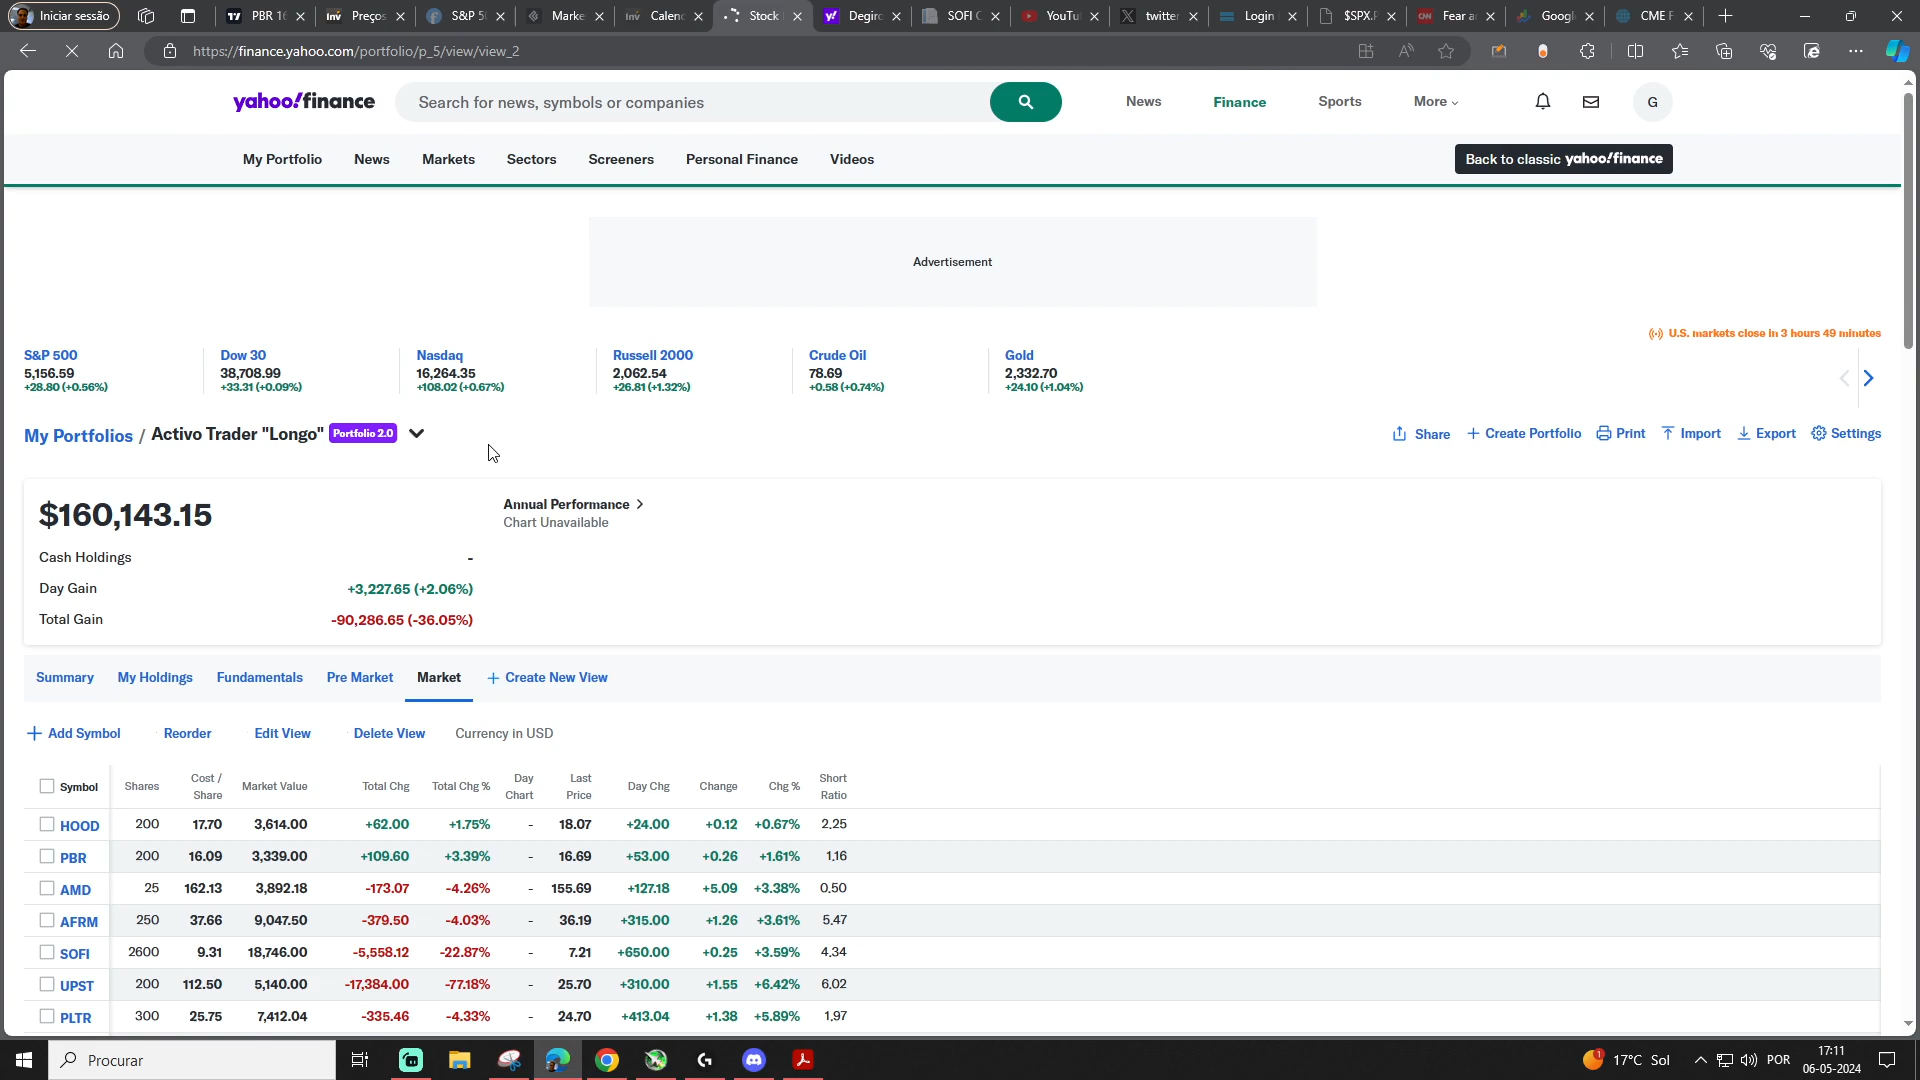 Iniciar sessão PBR 16 Preços S&P 50 Marke Calend Stock Degiro SOFI C YouTu twitter Login $SPX.P Fear a Googl CME F
https://finance.yahoo.com/portfolio/p_5/view/view_2
yahoo!finance Search for news, symbols or companies News Finance Sports More G
My Portfolio News Markets Sectors Screeners Personal Finance Videos Back to classic yahoo!finance
Advertisement
U.S. markets close in 3 hours 49 minutes
S&P 500 Dow 30 Nasdaq Russell 2000 Crude Oil Gold
5,156.59 38,708.99 16,264.35 2,062.54 78.69 2,332.70
+28.80 (+0.56%) +33.31 (+0.09%) +108.02 (+0.67%) +26.81 (+1.32%) +0.58 (+0.74%) +24.10 (+1.04%)
My Portfolios / Activo Trader "Longo" Portfolio 2.0 Share + Create Portfolio Print Import Export Settings
$160,143.15 Annual Performance >
Chart Unavailable
Cash Holdings -
Day Gain +3,227.65 (+2.06%)
Total Gain -90,286.65 (-36.05%)
Summary My Holdings Fundamentals Pre Market Market + Create New View
+ Add Symbol Reorder Edit View Delete View Currency in USD
Symbol Shares Cost / Share Market Value Total Chg Total Chg % Day Chart Last Price Day Chg Change Chg % Short Ratio
HOOD 200 17.70 3,614.00 +62.00 +1.75% - 18.07 +24.00 +0.12 +0.67% 2.25
PBR 200 16.09 3,339.00 +109.60 +3.39% - 16.69 +53.00 +0.26 +1.61% 1.16
AMD 25 162.13 3,892.18 -173.07 -4.26% - 155.69 +127.18 +5.09 +3.38% 0.50
AFRM 250 37.66 9,047.50 -379.50 -4.03% - 36.19 +315.00 +1.26 +3.61% 5.47
SOFI 2600 9.31 18,746.00 -5,558.12 -22.87% - 7.21 +650.00 +0.25 +3.59% 4.34
UPST 200 112.50 5,140.00 -17,384.00 -77.18% - 25.70 +310.00 +1.55 +6.42% 6.02
PLTR 300 25.75 7,412.04 -335.46 -4.33% - 24.70 +413.04 +1.38 +5.89% 1.97
Procurar 17°C Sol POR 17:11
06-05-2024